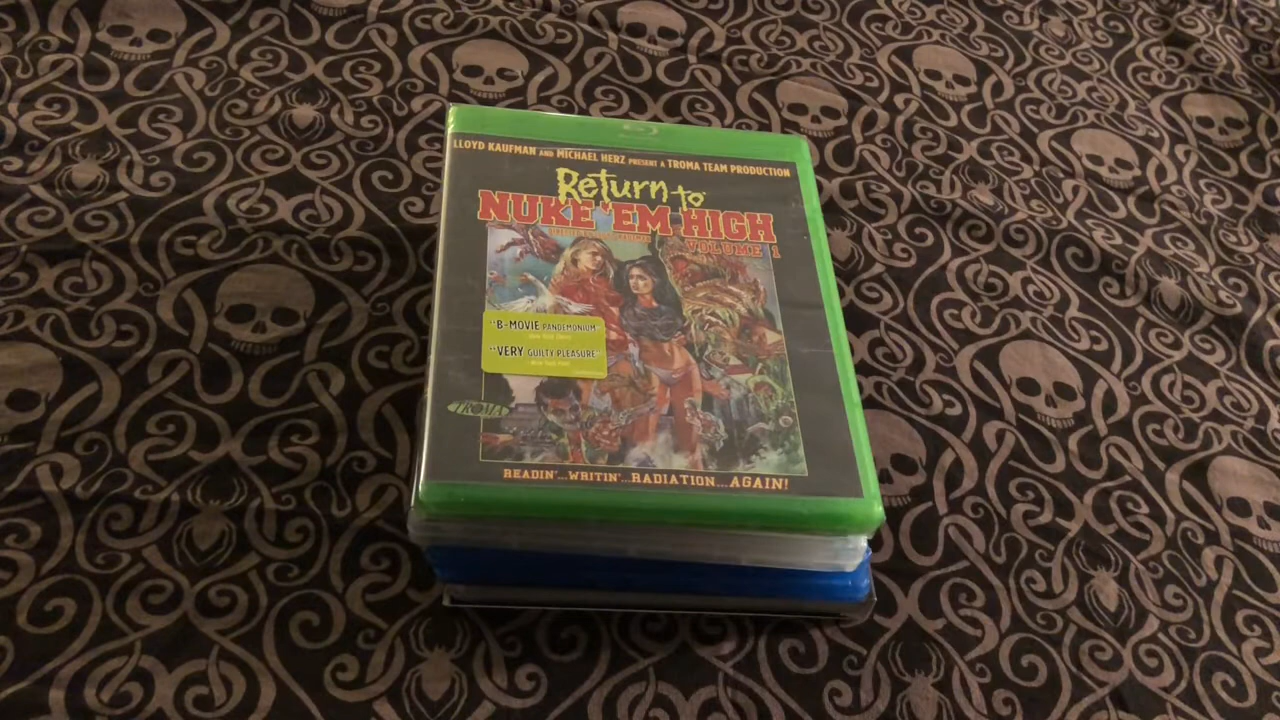 LLOYD KAUFMAN AND MICHAEL HERZ PRESENT A TROMA TEAM PRODUCTION
Return to
NUKE 'EM HIGH
VOLUME 1
"B-MOVIE PANDEMONIUM"
"VERY GUILTY PLEASURE"
TROMA
READIN'...WRITIN'...RADIATION...AGAIN!